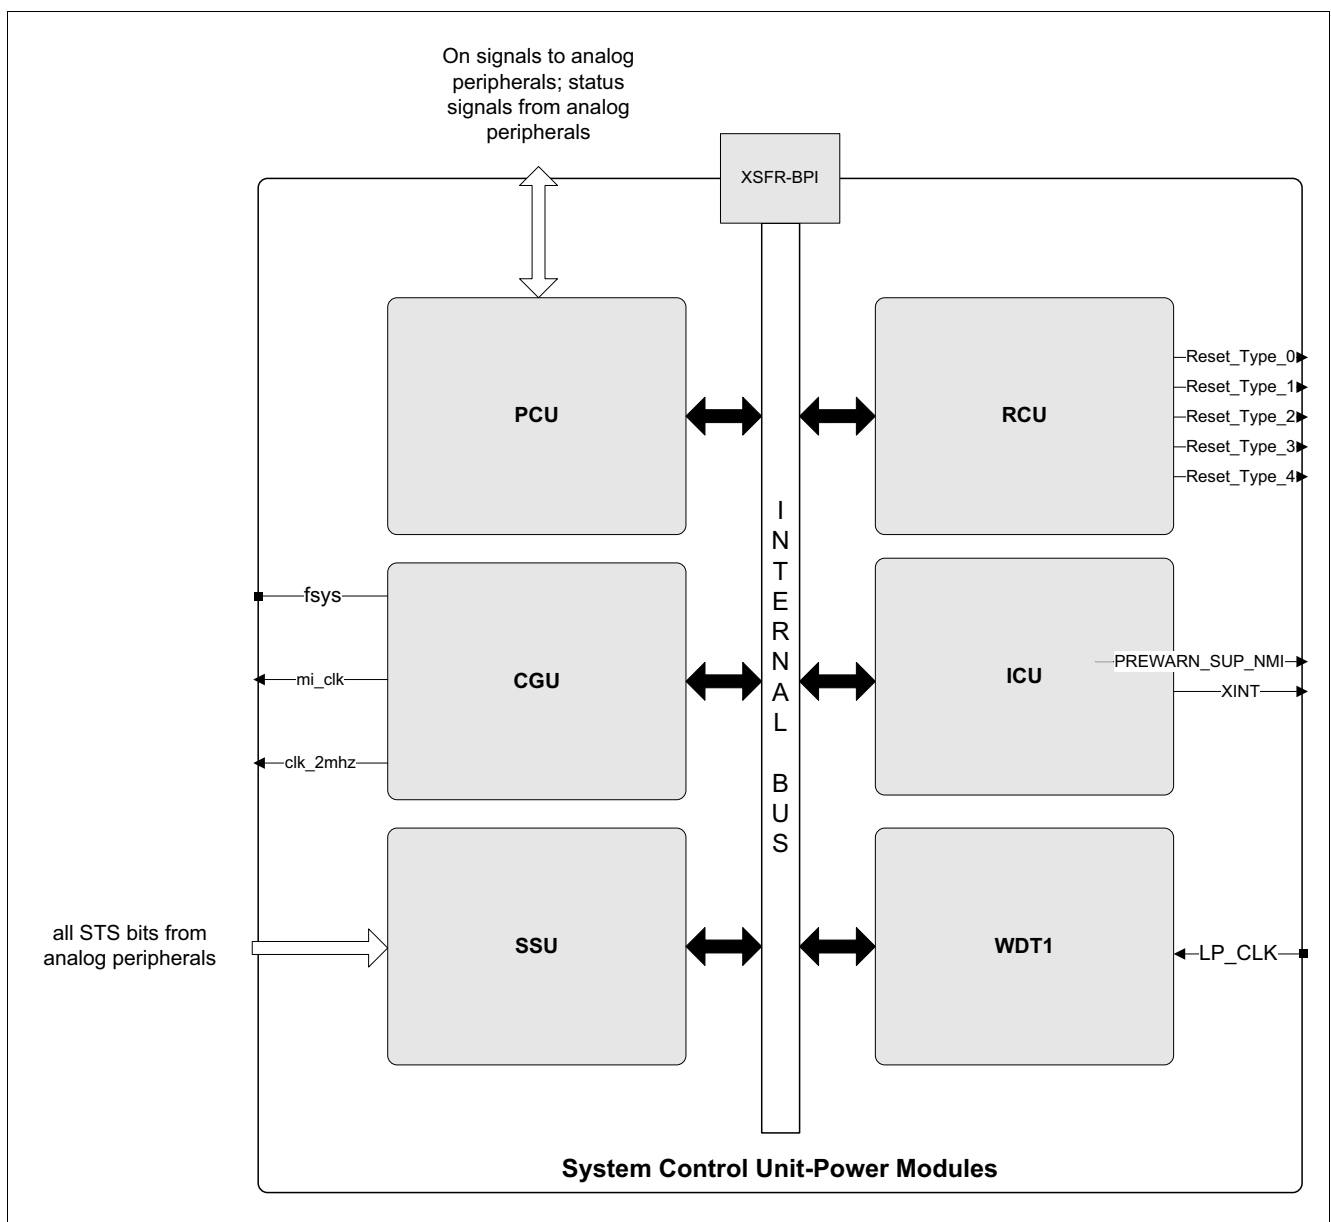 On signals to analog
peripherals; status
signals from analog
peripherals
XSFR-BPI
PCU
RCU
Reset_Type_0
Reset_Type_1
Reset_Type_2
Reset_Type_3
Reset_Type_4
INTERNAL BUS
fsys
mi_clk
clk_2mhz
CGU
ICU
PREWARN_SUP_NMI
XINT
all STS bits from
analog peripherals
SSU
WDT1
LP_CLK
System Control Unit-Power Modules